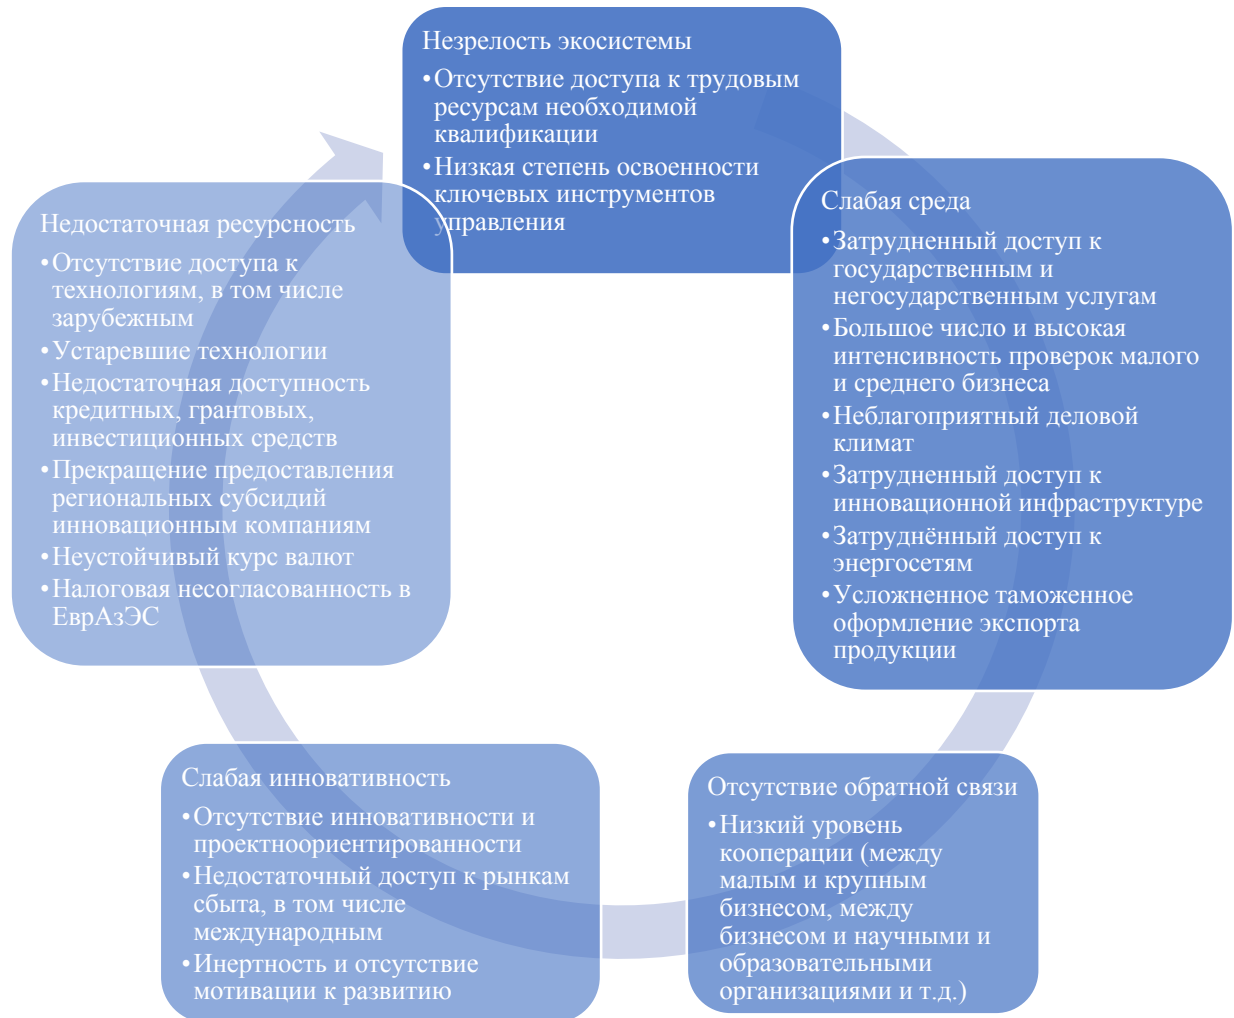 Незрелость экосистемы
•Отсутствие доступа к трудовым
ресурсам необходимой
квалификации
•Низкая степень освоенности
ключевых инструментов
управления
Слабая среда
•Затрудненный доступ к
государственным и
негосударственным услугам
•Большое число и высокая
интенсивность проверок малого
и среднего бизнеса
•Неблагоприятный деловой
климат
•Затрудненный доступ к
инновационной инфраструктуре
•Затруднённый доступ к
энергосетям
•Усложненное таможенное
оформление экспорта
продукции
Отсутствие обратной связи
•Низкий уровень
кооперации (между
малым и крупным
бизнесом, между
бизнесом и научными и
образовательными
организациями и т.д.)
Слабая инновативность
•Отсутствие инновативности и
проектноориентированности
•Недостаточный доступ к рынкам
сбыта, в том числе
международным
•Инертность и отсутствие
мотивации к развитию
Недостаточная ресурсность
•Отсутствие доступа к
технологиям, в том числе
зарубежным
•Устаревшие технологии
•Недостаточная доступность
кредитных, грантовых,
инвестиционных средств
•Прекращение предоставления
региональных субсидий
инновационным компаниям
•Неустойчивый курс валют
•Налоговая несогласованность в
ЕврАзЭС